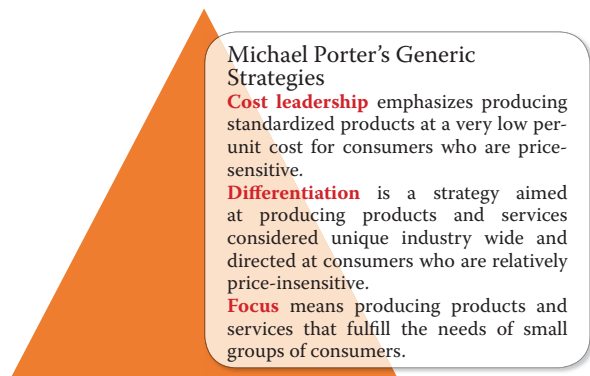 Michael Porter’s Generic
Strategies
Cost leadership emphasizes producing
standardized products at a very low per-
unit cost for consumers who are price-
sensitive.
Differentiation is a strategy aimed
at producing products and services
considered unique industry wide and
directed at consumers who are relatively
price-insensitive.
Focus means producing products and
services that fulfill the needs of small
groups of consumers.